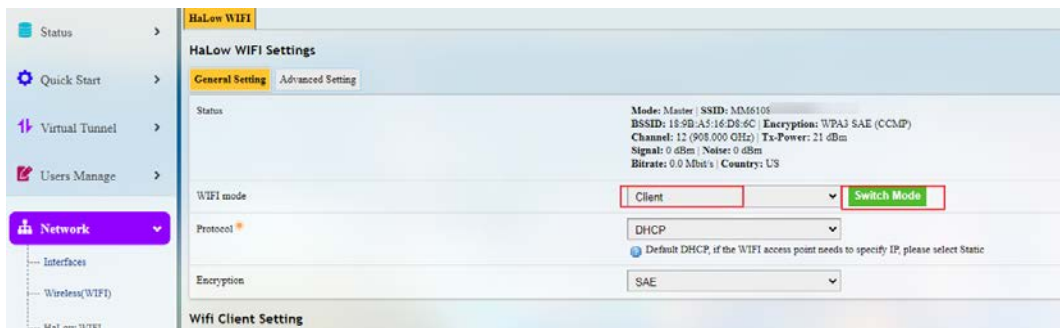 HaLow WIFI
Status
HaLow WIFI Settings
Quick Start
General Setting Advanced Setting
Status
Mode: Master | SSID: MM6108
BSSID: 18:9B:A5:16:D8:6C | Encryption: WPA3 SAE (CCMP)
Channel: 12 (908.000 GHz) | Tx-Power: 21 dBm
Signal: 0 dBm | Noise: 0 dBm
Bitrate: 0.0 Mbit/s | Country: US
Virtual Tunnel
Users Manage
WIFI mode Client Switch Mode
Network
Protocol DHCP
Default DHCP, if the WIFI access point needs to specify IP, please select Static
Interfaces
Encryption SAE
Wireless(WIFI)
HaLow WIFI
Wifi Client Setting